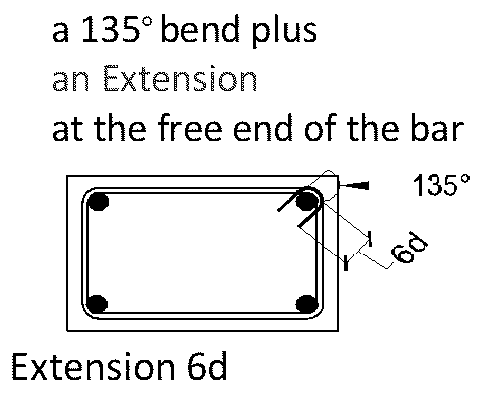 a 135° bend plus
an Extension
at the free end of the bar
135°
6d
Extension 6d